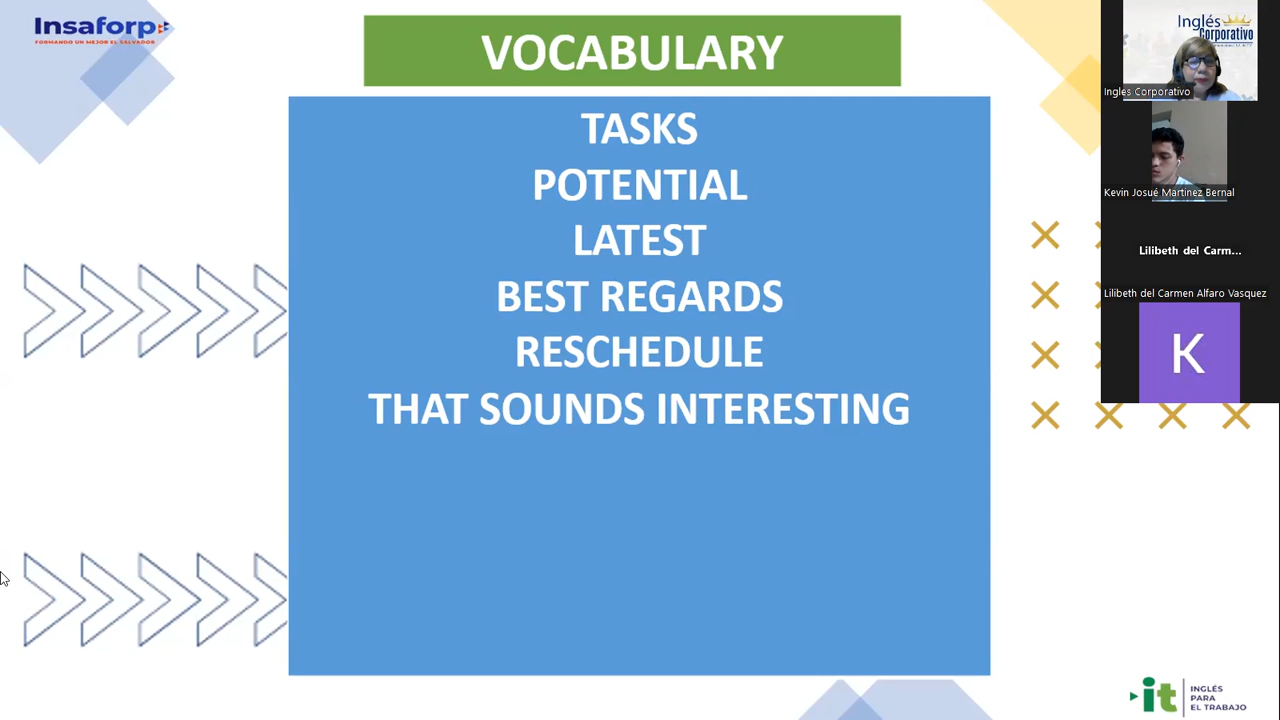 Insaforp
FORMANDO UN MEJOR EL SALVADOR
VOCABULARY
TASKS
POTENTIAL
LATEST
BEST REGARDS
RESCHEDULE
THAT SOUNDS INTERESTING
Inglés
Corporativo
Ingles Corporativo
Kevin Josué Martinez Bernal
Lilibeth del Carm...
Lilibeth del Carmen Alfaro Vasquez
K
it
INGLÉS
PARA
EL TRABAJO